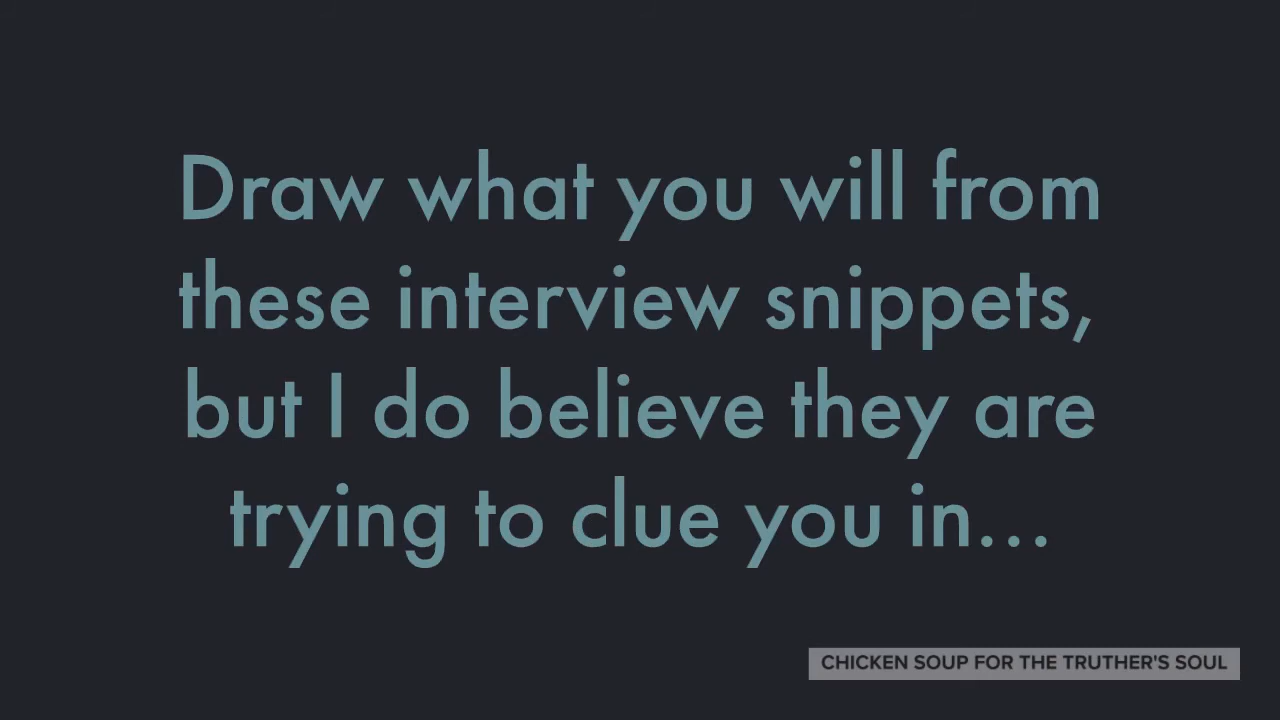 Draw what you will from
these interview snippets,
but I do believe they are
trying to clue you in...
CHICKEN SOUP FOR THE TRUTHER'S SOUL